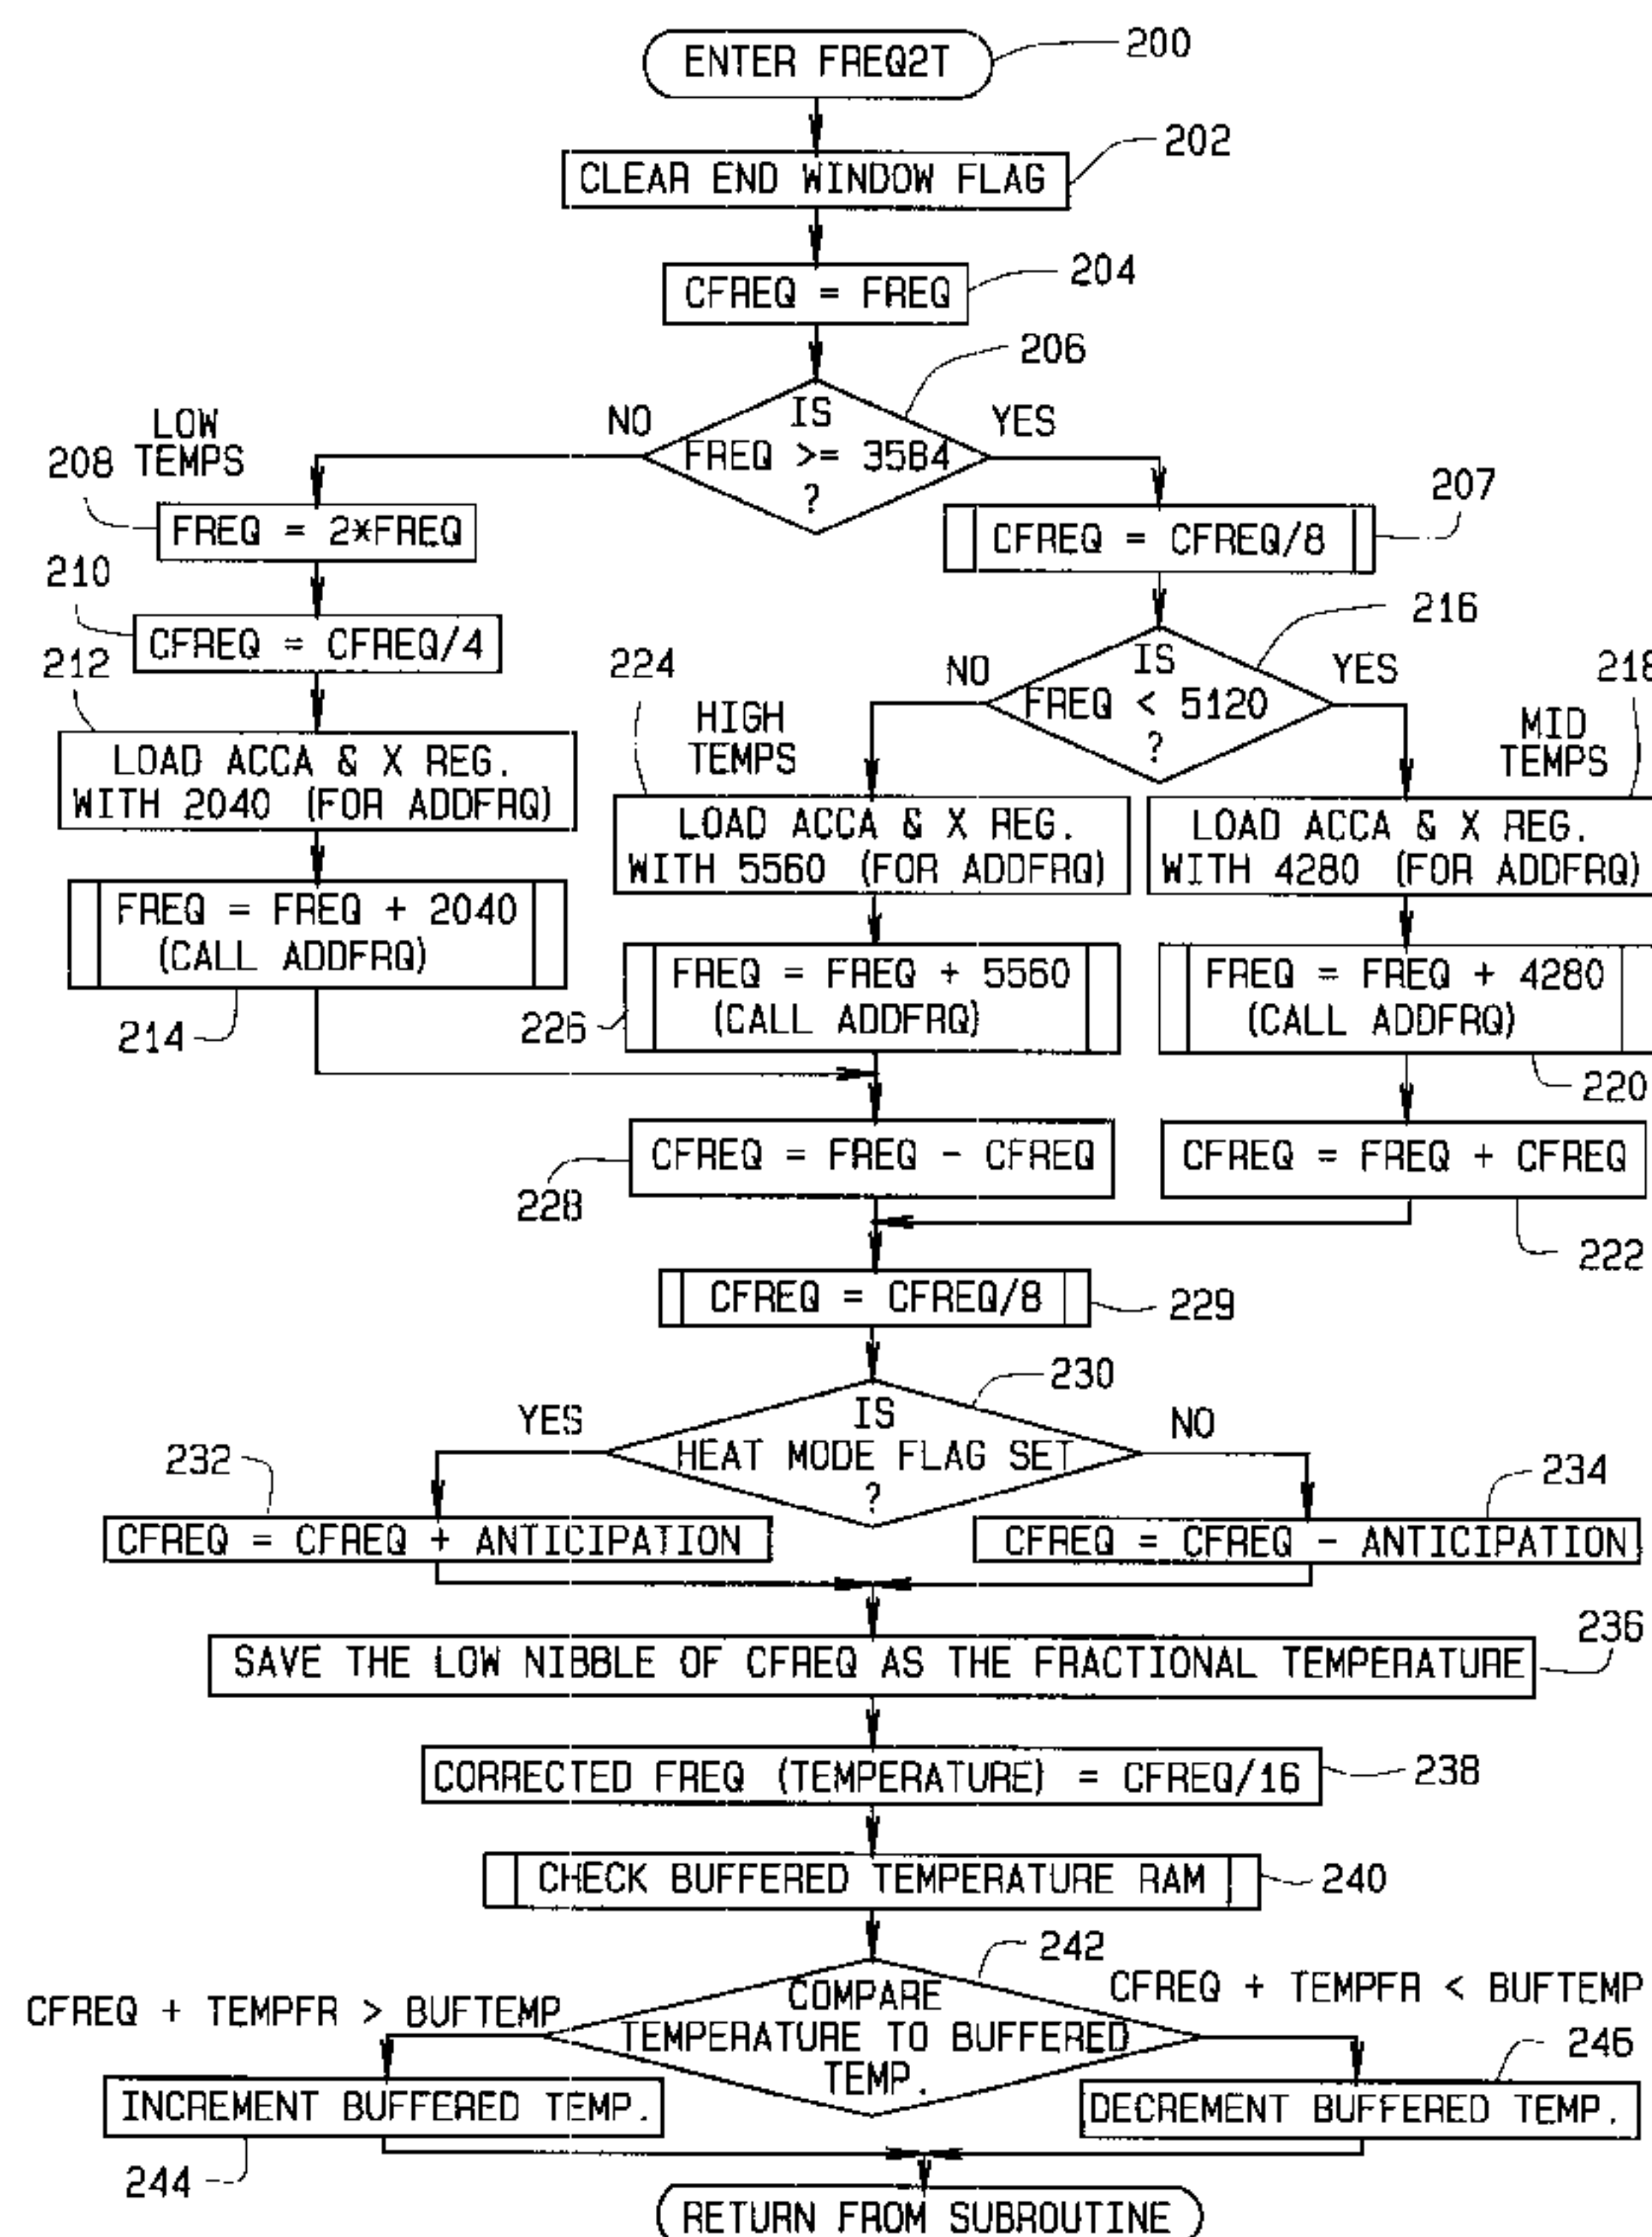 ENTER FREQ2T
200
CLEAR END WINDOW FLAG
202
CFREQ = FREQ
204
206
IS
FREQ >= 3584
?
NO
YES
LOW
TEMPS
208
FREQ = 2*FREQ
207
CFREQ = CFREQ/8
210
CFREQ = CFREQ/4
216
IS
FREQ < 5120
?
NO
YES
212
LOAD ACCA & X REG.
WITH 2040 (FOR ADDFRQ)
224
HIGH
TEMPS
LOAD ACCA & X REG.
WITH 5560 (FOR ADDFRQ)
218
MID
TEMPS
LOAD ACCA & X REG.
WITH 4280 (FOR ADDFRQ)
FREQ = FREQ + 2040
(CALL ADDFRQ)
214
FREQ = FREQ + 5560
(CALL ADDFRQ)
226
FREQ = FREQ + 4280
(CALL ADDFRQ)
220
CFREQ = FREQ - CFREQ
228
CFREQ = FREQ + CFREQ
222
CFREQ = CFREQ/8
229
230
IS
HEAT MODE FLAG SET
?
YES
NO
232
CFREQ = CFREQ + ANTICIPATION
234
CFREQ = CFREQ - ANTICIPATION
236
SAVE THE LOW NIBBLE OF CFREQ AS THE FRACTIONAL TEMPERATURE
CORRECTED FREQ (TEMPERATURE) = CFREQ/16
238
CHECK BUFFERED TEMPERATURE RAM
240
242
COMPARE
TEMPERATURE TO BUFFERED
TEMP.
CFREQ + TEMPFR > BUFTEMP
CFREQ + TEMPFR < BUFTEMP
246
INCREMENT BUFFERED TEMP.
DECREMENT BUFFERED TEMP.
244
RETURN FROM SUBROUTINE